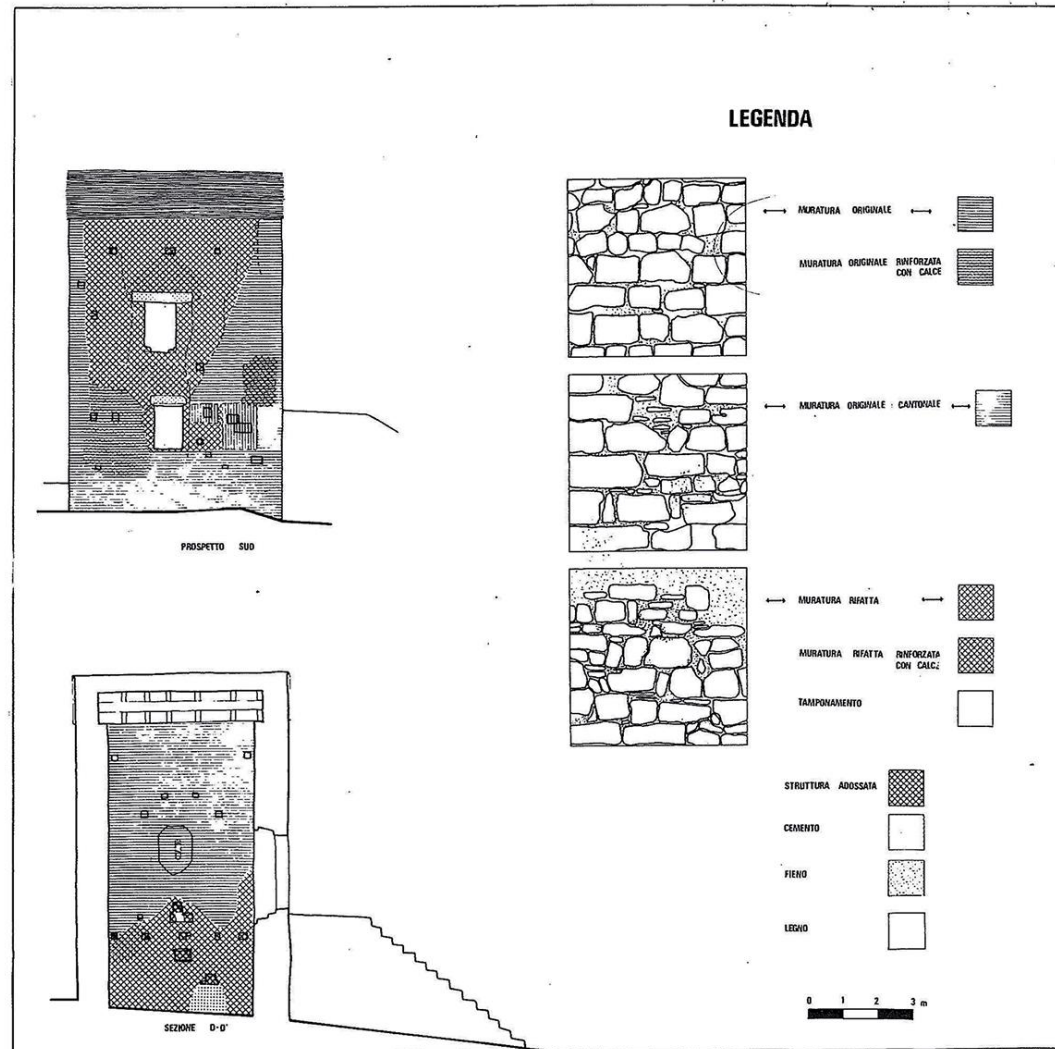 LEGENDA
MURATURA ORIGINALE
MURATURA ORIGINALE RINFORZATA
CON CALCE
MURATURA ORIGINALE : CANTONALE
MURATURA RIFATTA
MURATURA RIFATTA RINFORZATA
CON CALCE
TAMPONAMENTO
STRUTTURA ADOSSATA
CEMENTO
FIENO
LEGNO
0 1 2 3 m
PROSPETTO SUD
SEZIONE D-D'